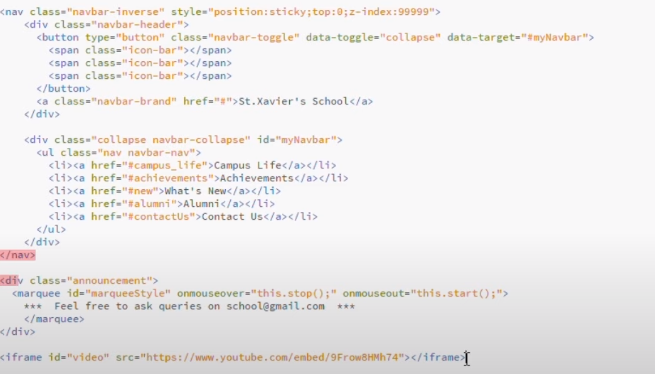 <nav class="navbar-inverse" style="position:sticky;top:0;z-index:99999">
<div class="navbar-header">
<button type="button" class="navbar-toggle" data-toggle="collapse" data-target="#myNavbar">
<span class="icon-bar"></span>
<span class="icon-bar"></span>
<span class="icon-bar"></span>
</button>
<a class="navbar-brand" href="#">St.Xavier's School</a>
</div>
<div class="collapse navbar-collapse" id="myNavbar">
<ul class="nav navbar-nav">
<li><a href="#campus_life">Campus Life</a></li>
<li><a href="#achievements">Achievements</a></li>
<li><a href="#new">What's New</a></li>
<li><a href="#alumni">Alumni</a></li>
<li><a href="#contactUs">Contact Us</a></li>
</ul>
</div>
</nav>
<div class="announcement">
<marquee id="marqueeStyle" onmouseover="this.stop();" onmouseout="this.start();">
*** Feel free to ask queries on school@gmail.com ***
</marquee>
</div>
<iframe id="video" src="https://www.youtube.com/embed/9Frow8HMh74"></iframe>